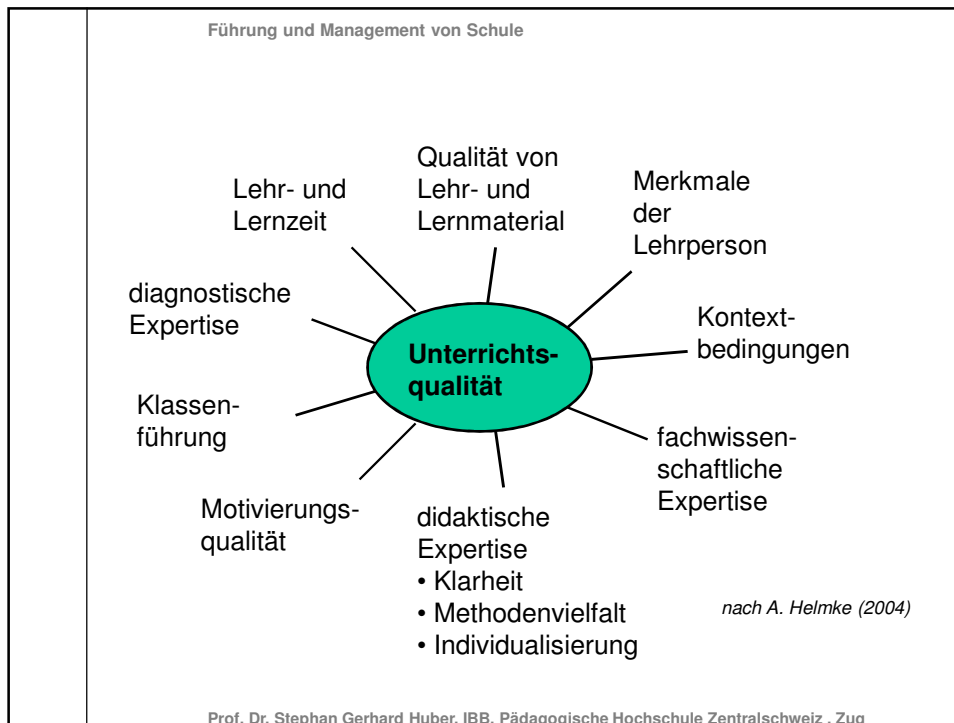 Führung und Management von Schule
Qualität von
Lehr- und
Lernmaterial
Lehr- und
Lernzeit
Merkmale
der
Lehrperson
diagnostische
Expertise
Kontext-
bedingungen
Unterrichts-
qualität
Klassen-
führung
fachwissen-
schaftliche
Expertise
Motivierungs-
qualität
didaktische
Expertise
• Klarheit
• Methodenvielfalt
• Individualisierung
nach A. Helmke (2004)
Prof. Dr. Stephan Gerhard Huber, IBB, Pädagogische Hochschule Zentralschweiz , Zug